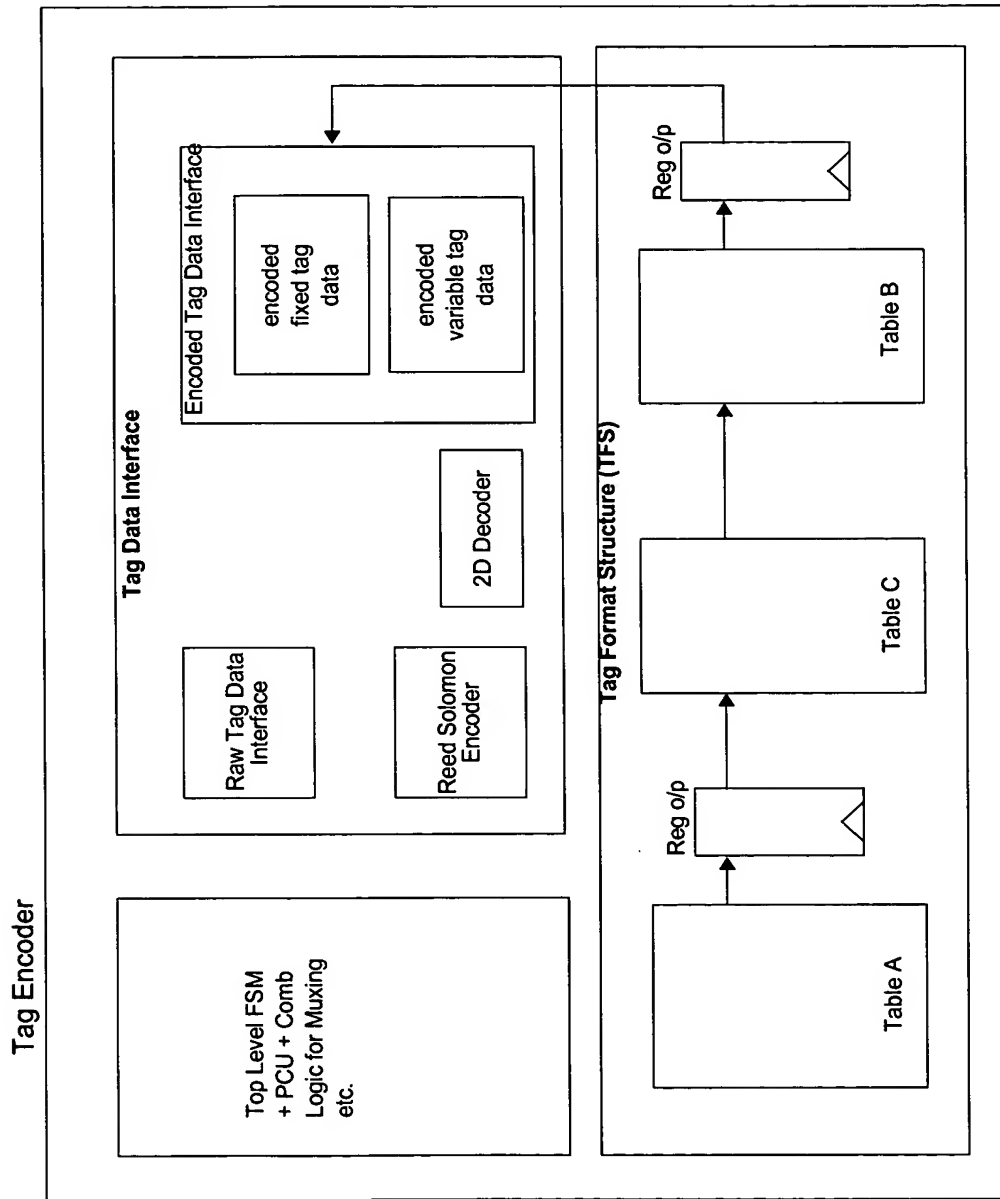 Tag Encoder
Top Level FSM
+ PCU + Comb
Logic for Muxing
etc.
Tag Data Interface
Raw Tag Data
Interface
Reed Solomon
Encoder
2D Decoder
Encoded Tag Data Interface
encoded
fixed tag
data
encoded
variable tag
data
Tag Format Structure (TFS)
Table A
Reg o/p
Table C
Table B
Reg o/p